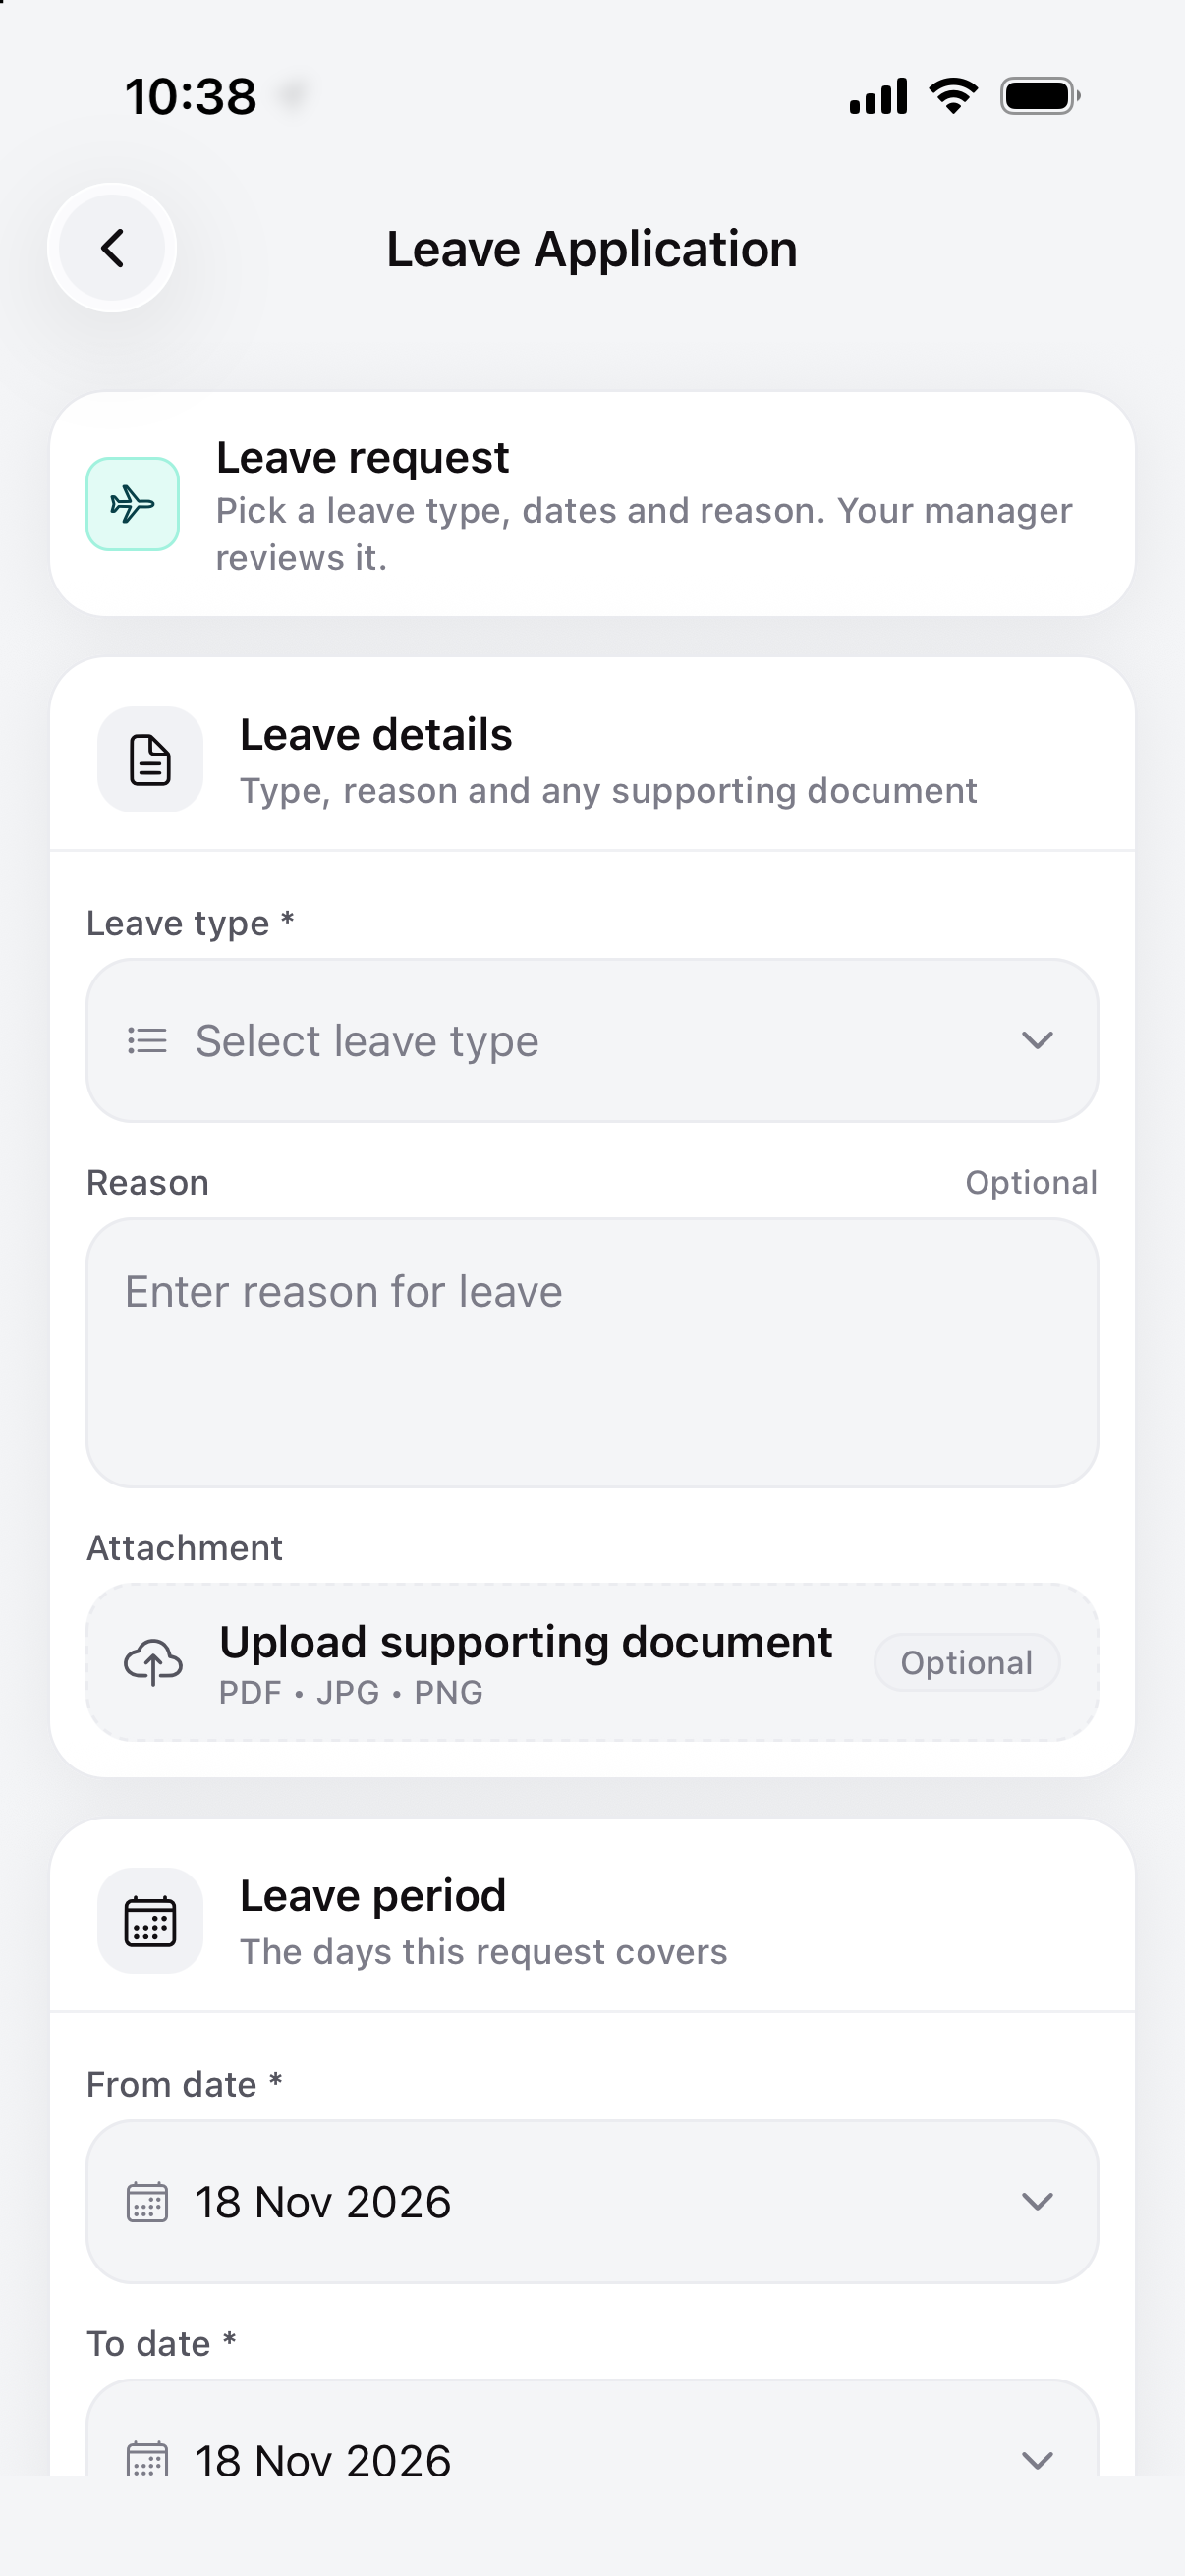 10:38
Leave Application
Leave request
Pick a leave type, dates and reason. Your manager
reviews it.
Leave details
Type, reason and any supporting document
Leave type *
Select leave type
Reason
Optional
Enter reason for leave
Attachment
Upload supporting document
Optional
PDF • JPG • PNG
Leave period
The days this request covers
From date *
18 Nov 2026
To date *
18 Nov 2026